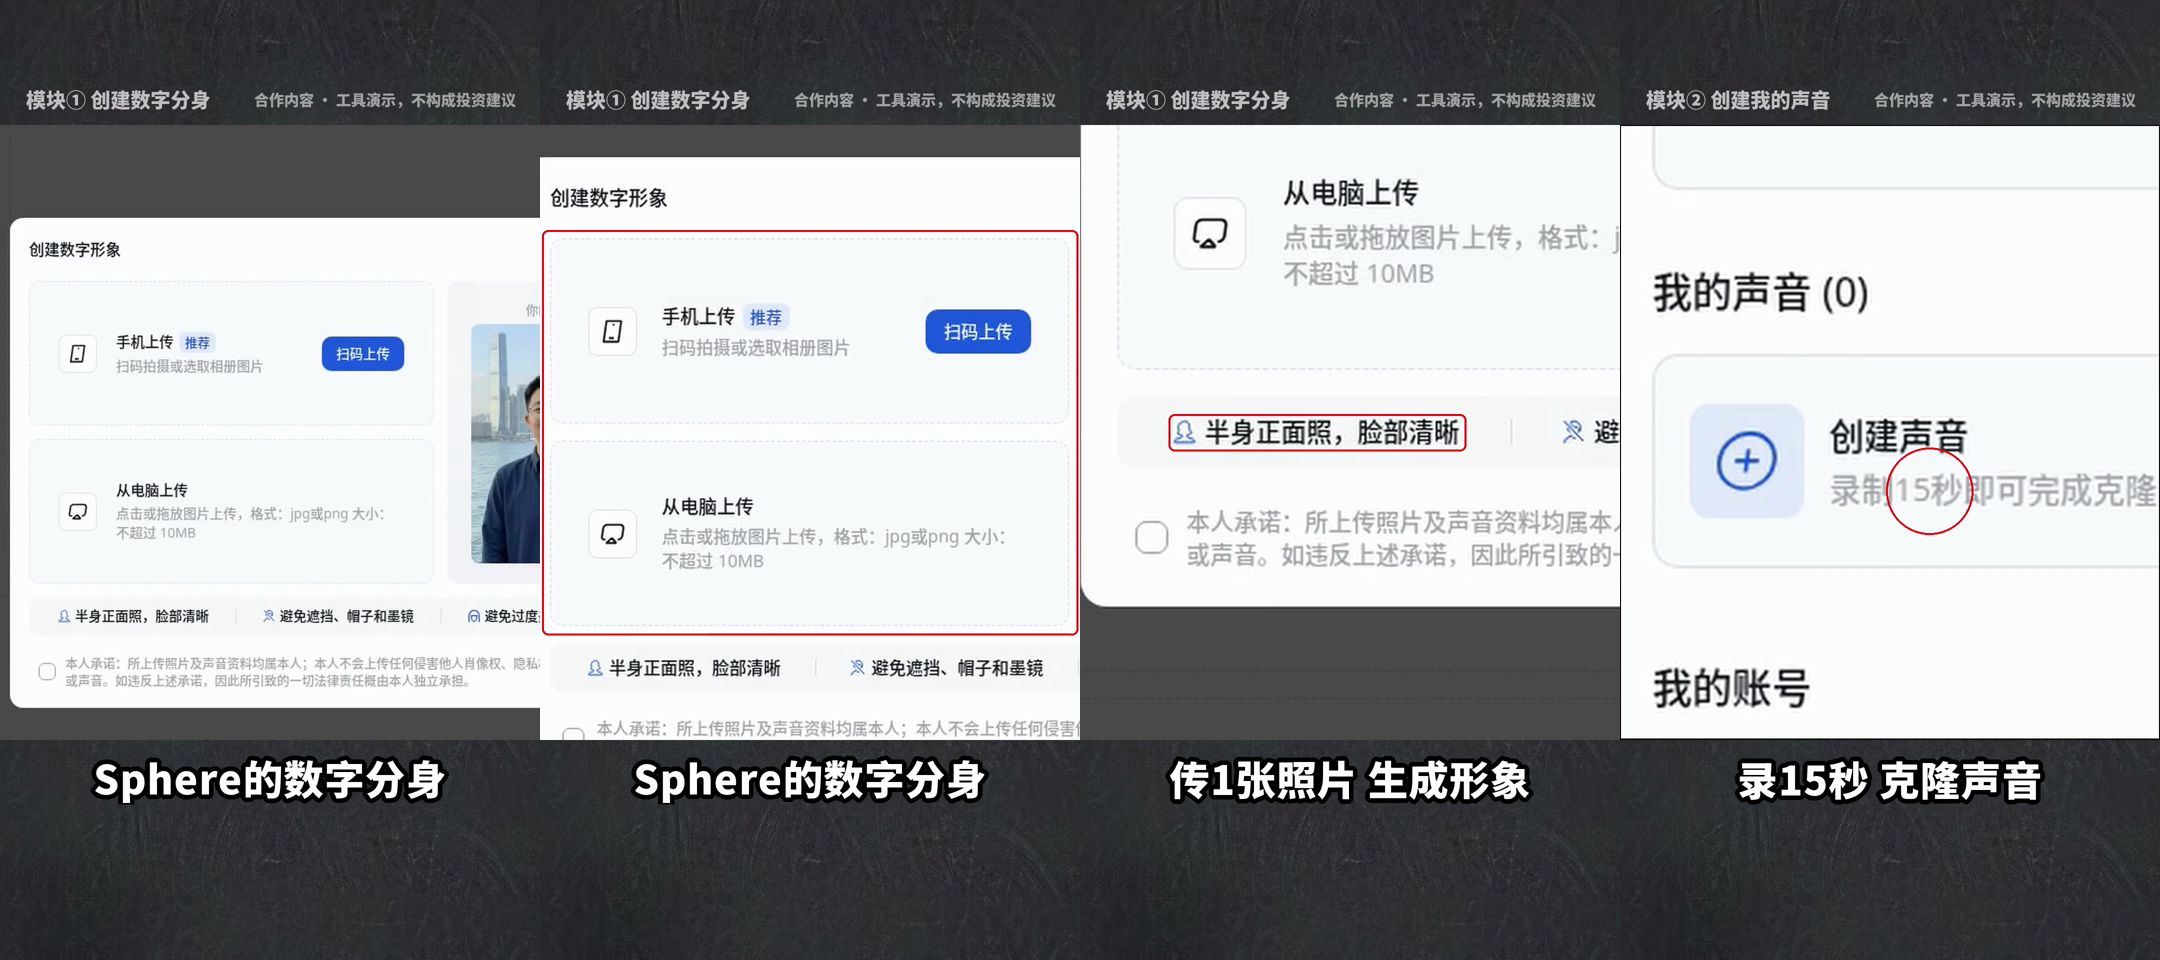 模块① 创建数字分身
合作内容 · 工具演示，不构成投资建议
创建数字形象
手机上传 推荐
扫码拍摄或选取相册图片
扫码上传
从电脑上传
点击或拖放图片上传，格式：jpg或png 大小：
不超过 10MB
你
半身正面照，脸部清晰
避免遮挡、帽子和墨镜
避免过度
本人承诺：所上传照片及声音资料均属本人；本人不会上传任何侵害他人肖像权、隐私
或声音。如违反上述承诺，因此所引致的一切法律责任概由本人独立承担。
Sphere的数字分身
模块① 创建数字分身
合作内容 · 工具演示，不构成投资建议
创建数字形象
手机上传 推荐
扫码拍摄或选取相册图片
扫码上传
从电脑上传
点击或拖放图片上传，格式：jpg或png 大小：
不超过 10MB
半身正面照，脸部清晰
避免遮挡、帽子和墨镜
本人承诺：所上传照片及声音资料均属本人；本人不会上传任何侵害
Sphere的数字分身
模块① 创建数字分身
合作内容 · 工具演示，不构成投资建议
从电脑上传
点击或拖放图片上传，格式：j
不超过 10MB
半身正面照，脸部清晰
避
本人承诺：所上传照片及声音资料均属本
或声音。如违反上述承诺，因此所引致的一
传1张照片 生成形象
模块② 创建我的声音
合作内容 · 工具演示，不构成投资建议
我的声音 (0)
创建声音
录制15秒即可完成克隆
我的账号
录15秒 克隆声音